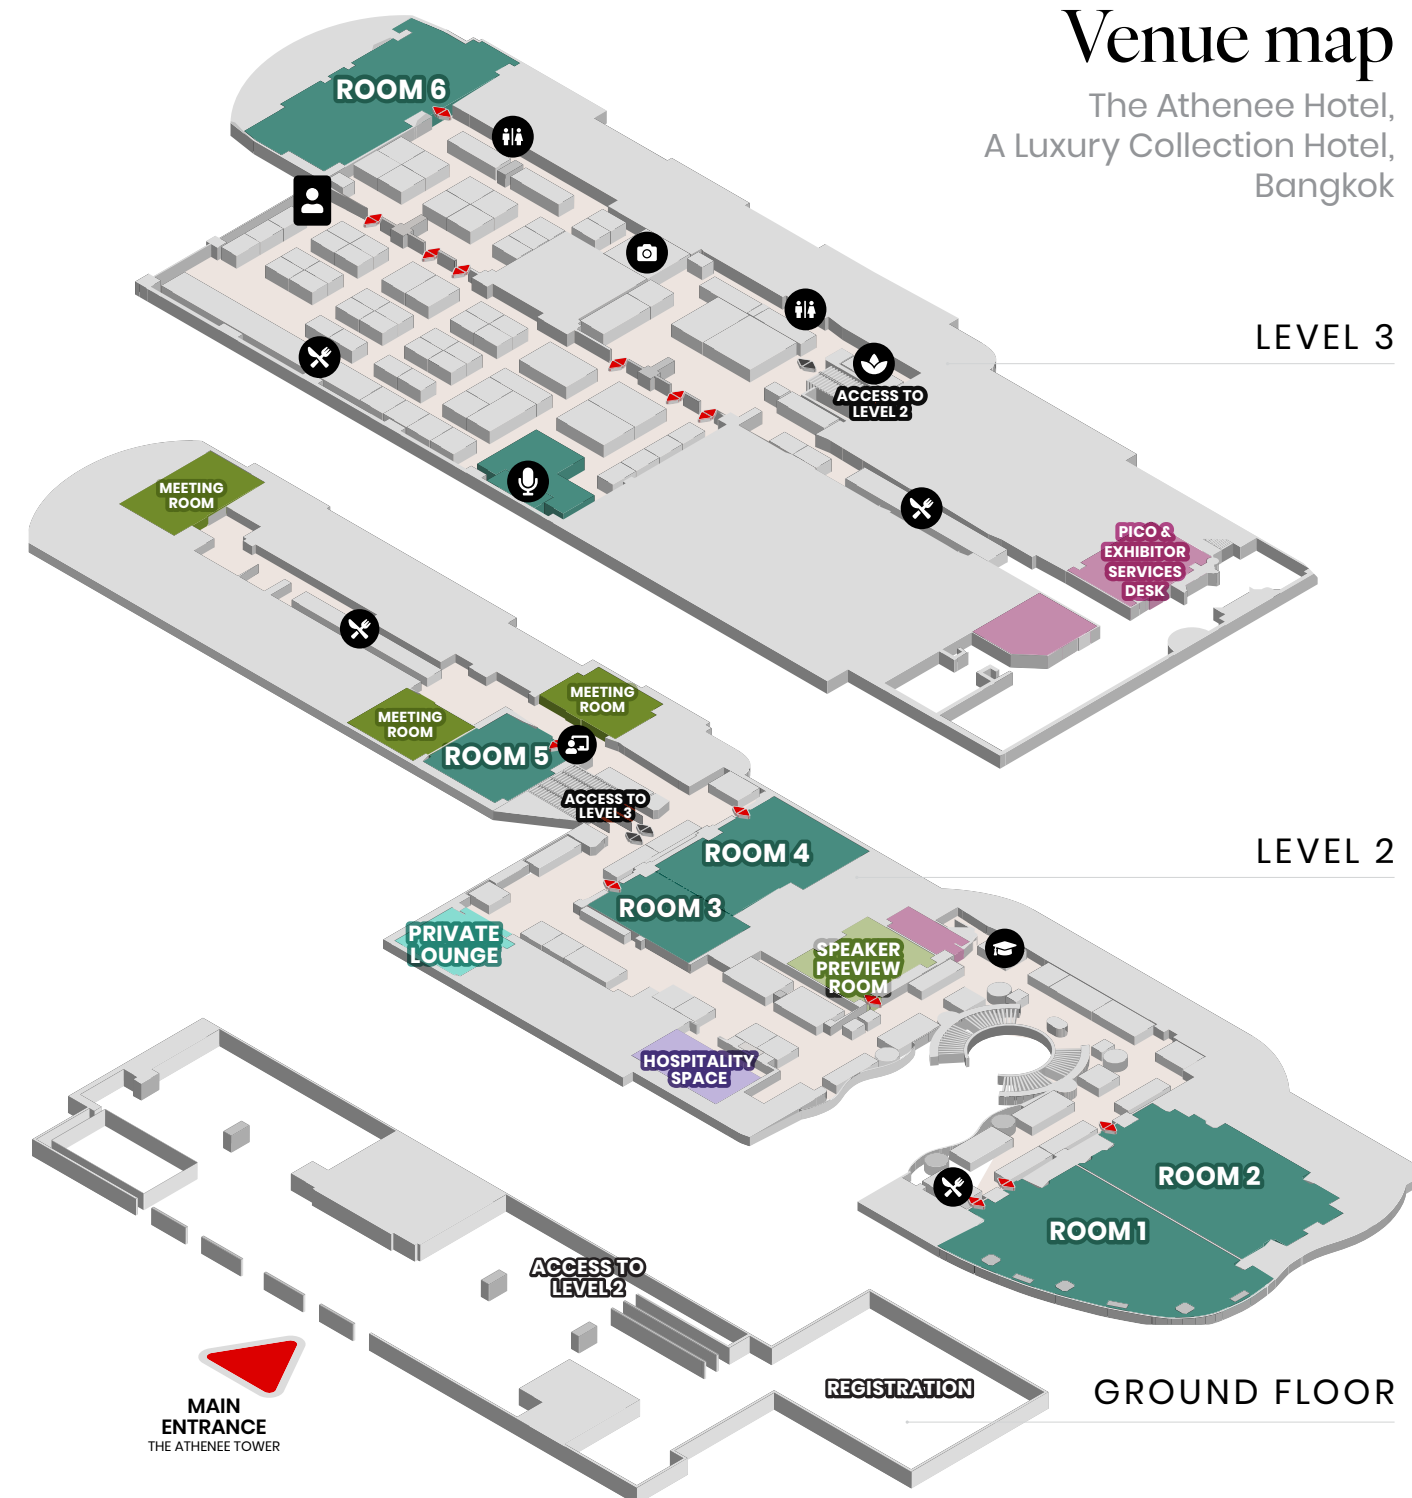 Venue map
The Athenee Hotel,
A Luxury Collection Hotel,
Bangkok
ROOM 6
LEVEL 3
ACCESS TO
LEVEL 2
PICO &
EXHIBITOR
SERVICES
DESK
MEETING
ROOM
MEETING
ROOM
MEETING
ROOM
ROOM 5
ACCESS TO
LEVEL 3
LEVEL 2
ROOM 4
ROOM 3
PRIVATE
LOUNGE
SPEAKER
PREVIEW
ROOM
HOSPITALITY
SPACE
ROOM 2
ROOM 1
ACCESS TO
LEVEL 2
REGISTRATION
GROUND FLOOR
MAIN
ENTRANCE
THE ATHENEE TOWER